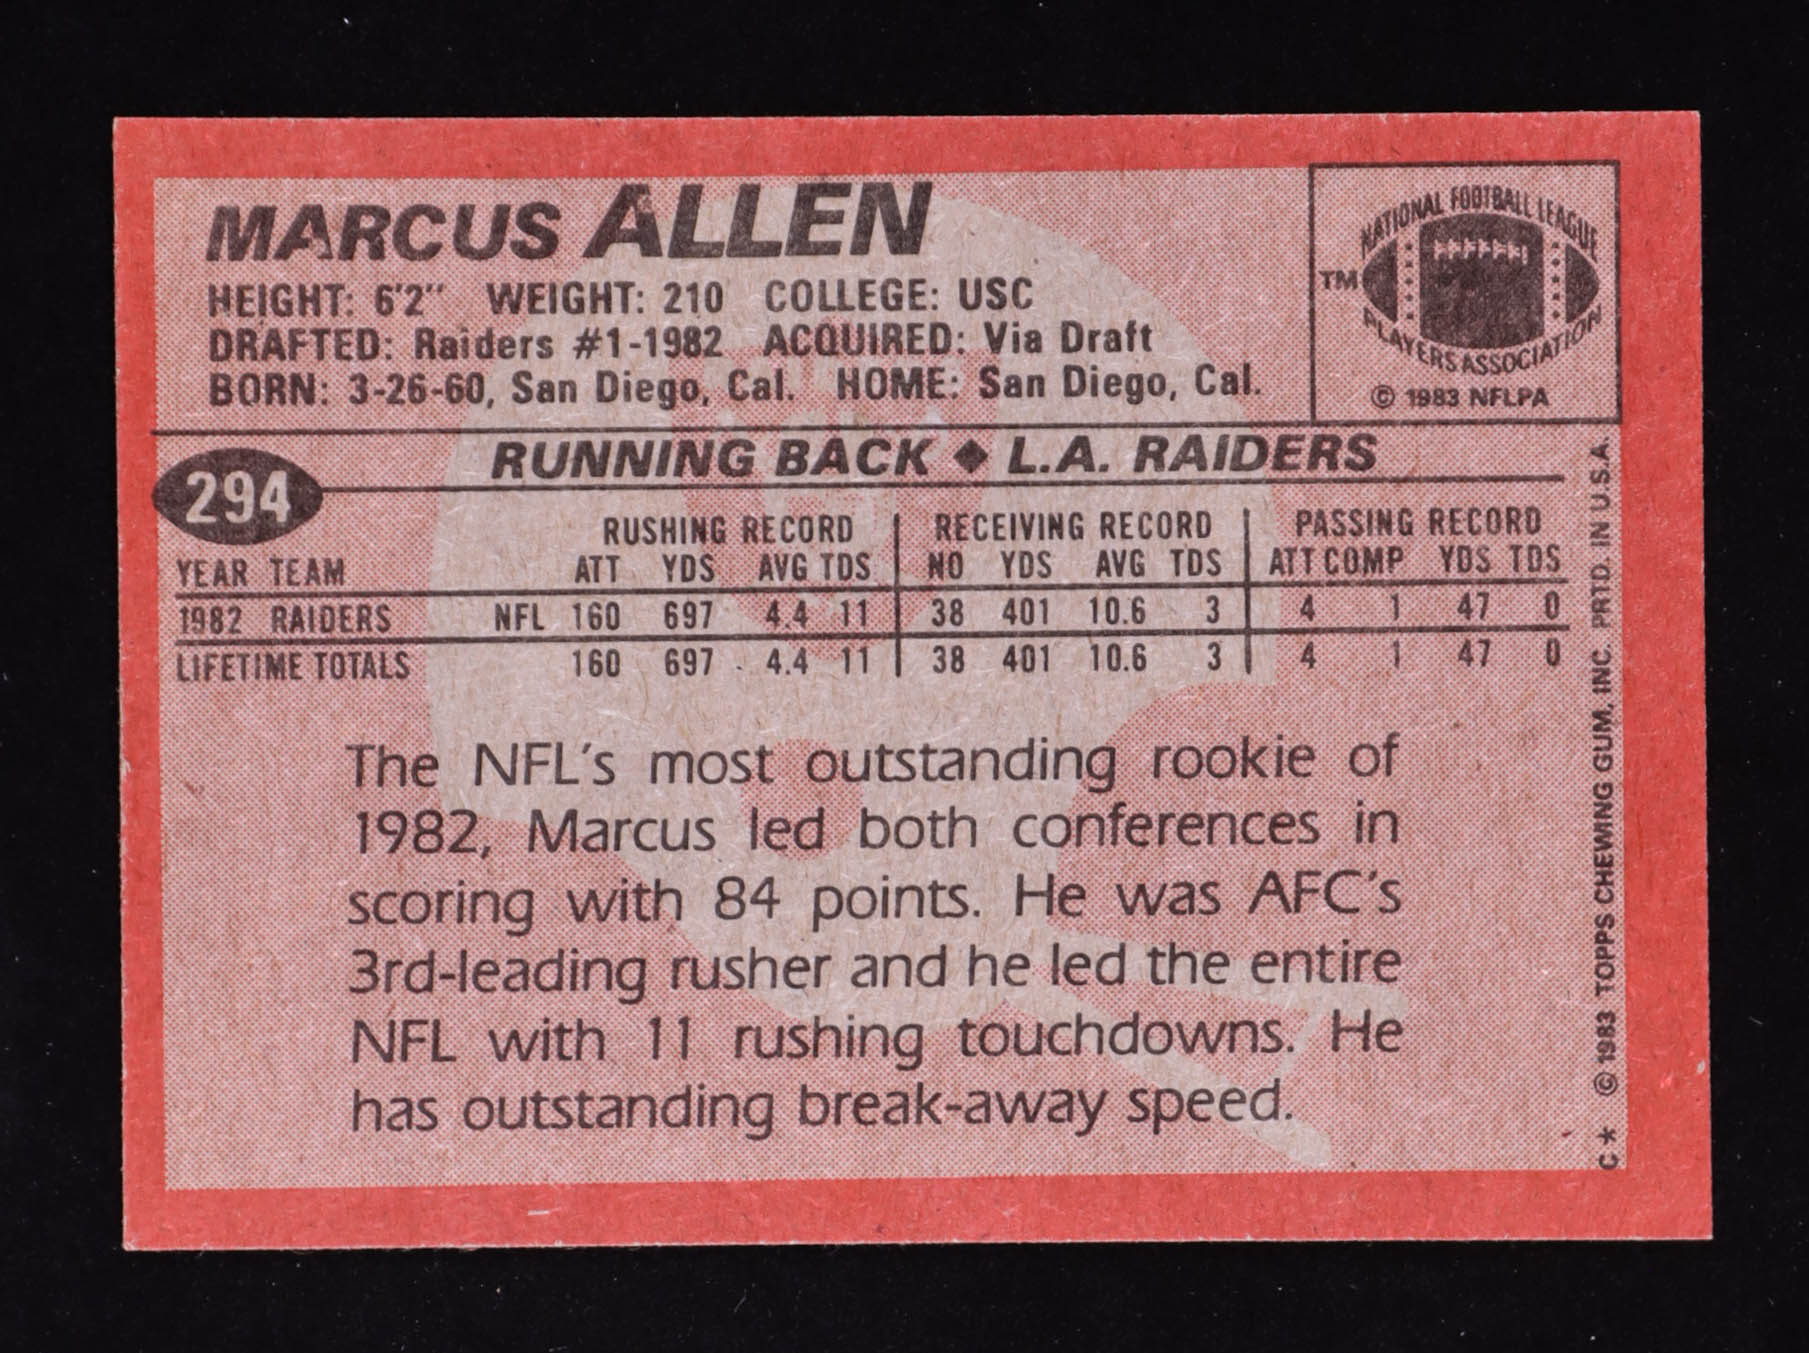 MARCUS ALLEN
HEIGHT: 6'2" WEIGHT: 210 COLLEGE: USC
DRAFTED: Raiders #1-1982 ACQUIRED: Via Draft
BORN: 3-26-60, San Diego, Cal. HOME: San Diego, Cal.
NATIONAL FOOTBALL LEAGUE
TM
PLAYERS ASSOCIATION
© 1983 NFLPA
294
RUNNING BACK ◆ L.A. RAIDERS
RUSHING RECORD RECEIVING RECORD PASSING RECORD
YEAR TEAM ATT YDS AVG TDS NO YDS AVG TDS ATT COMP YDS TDS
1982 RAIDERS NFL 160 697 4.4 11 38 401 10.6 3 4 1 47 0
LIFETIME TOTALS 160 697 4.4 11 38 401 10.6 3 4 1 47 0
The NFL's most outstanding rookie of
1982, Marcus led both conferences in
scoring with 84 points. He was AFC's
3rd-leading rusher and he led the entire
NFL with 11 rushing touchdowns. He
has outstanding break-away speed.
C* © 1983 TOPPS CHEWING GUM, INC. PRTD. IN U.S.A.